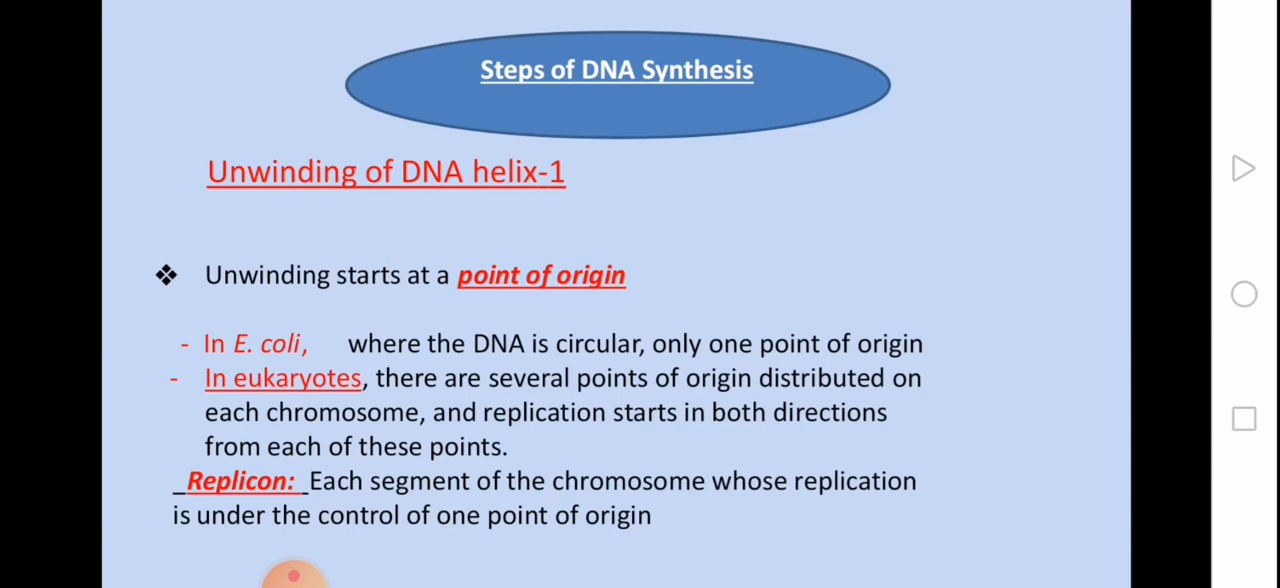 Steps of DNA Synthesis
Unwinding of DNA helix-1
❖ Unwinding starts at a point of origin
- In E. coli, where the DNA is circular, only one point of origin
- In eukaryotes, there are several points of origin distributed on
each chromosome, and replication starts in both directions
from each of these points.
_Replicon:_Each segment of the chromosome whose replication
is under the control of one point of origin